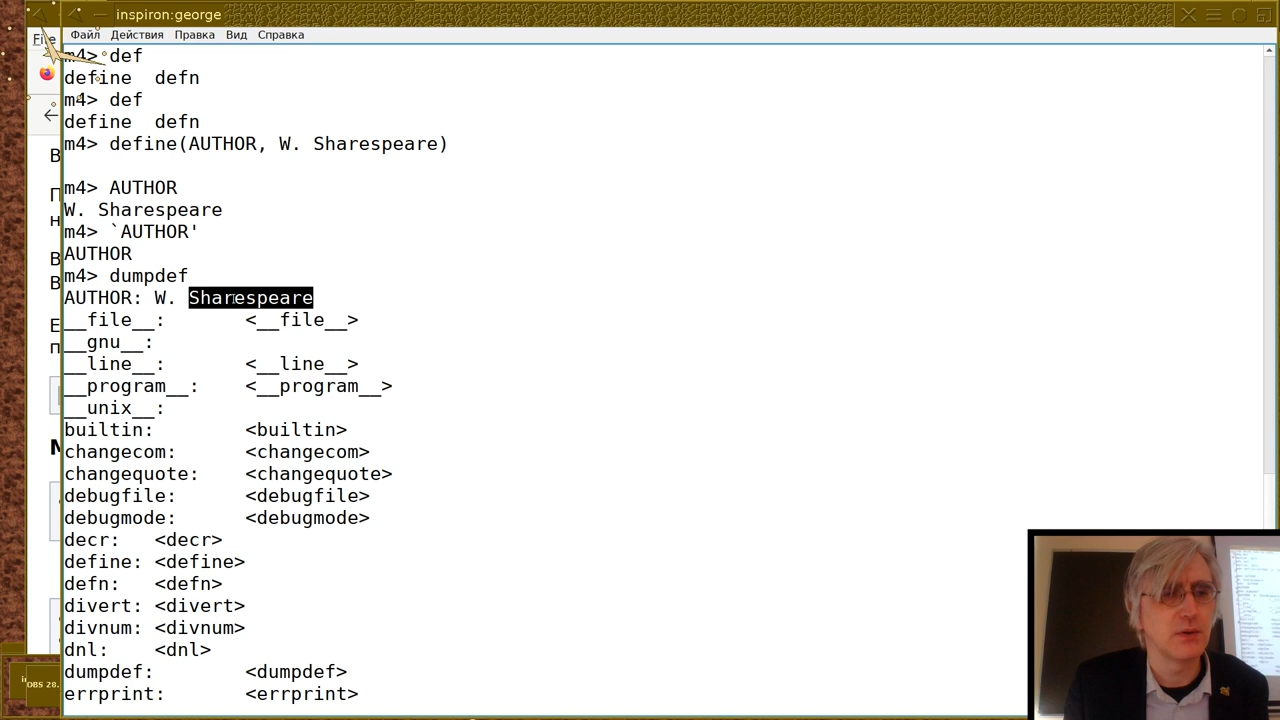 inspiron:george
File
Файл Действия Правка Вид Справка
m4> def
define defn
m4> def
define defn
m4> define(AUTHOR, W. Sharespeare)
m4> AUTHOR
W. Sharespeare
m4> `AUTHOR'
AUTHOR
m4> dumpdef
AUTHOR: W. Sharespeare
__file__: <__file__>
__gnu__:
__line__: <__line__>
__program__: <__program__>
__unix__:
builtin: <builtin>
changecom: <changecom>
changequote: <changequote>
debugfile: <debugfile>
debugmode: <debugmode>
decr: <decr>
define: <define>
defn: <defn>
divert: <divert>
divnum: <divnum>
dnl: <dnl>
dumpdef: <dumpdef>
errprint: <errprint>
OBS 28.